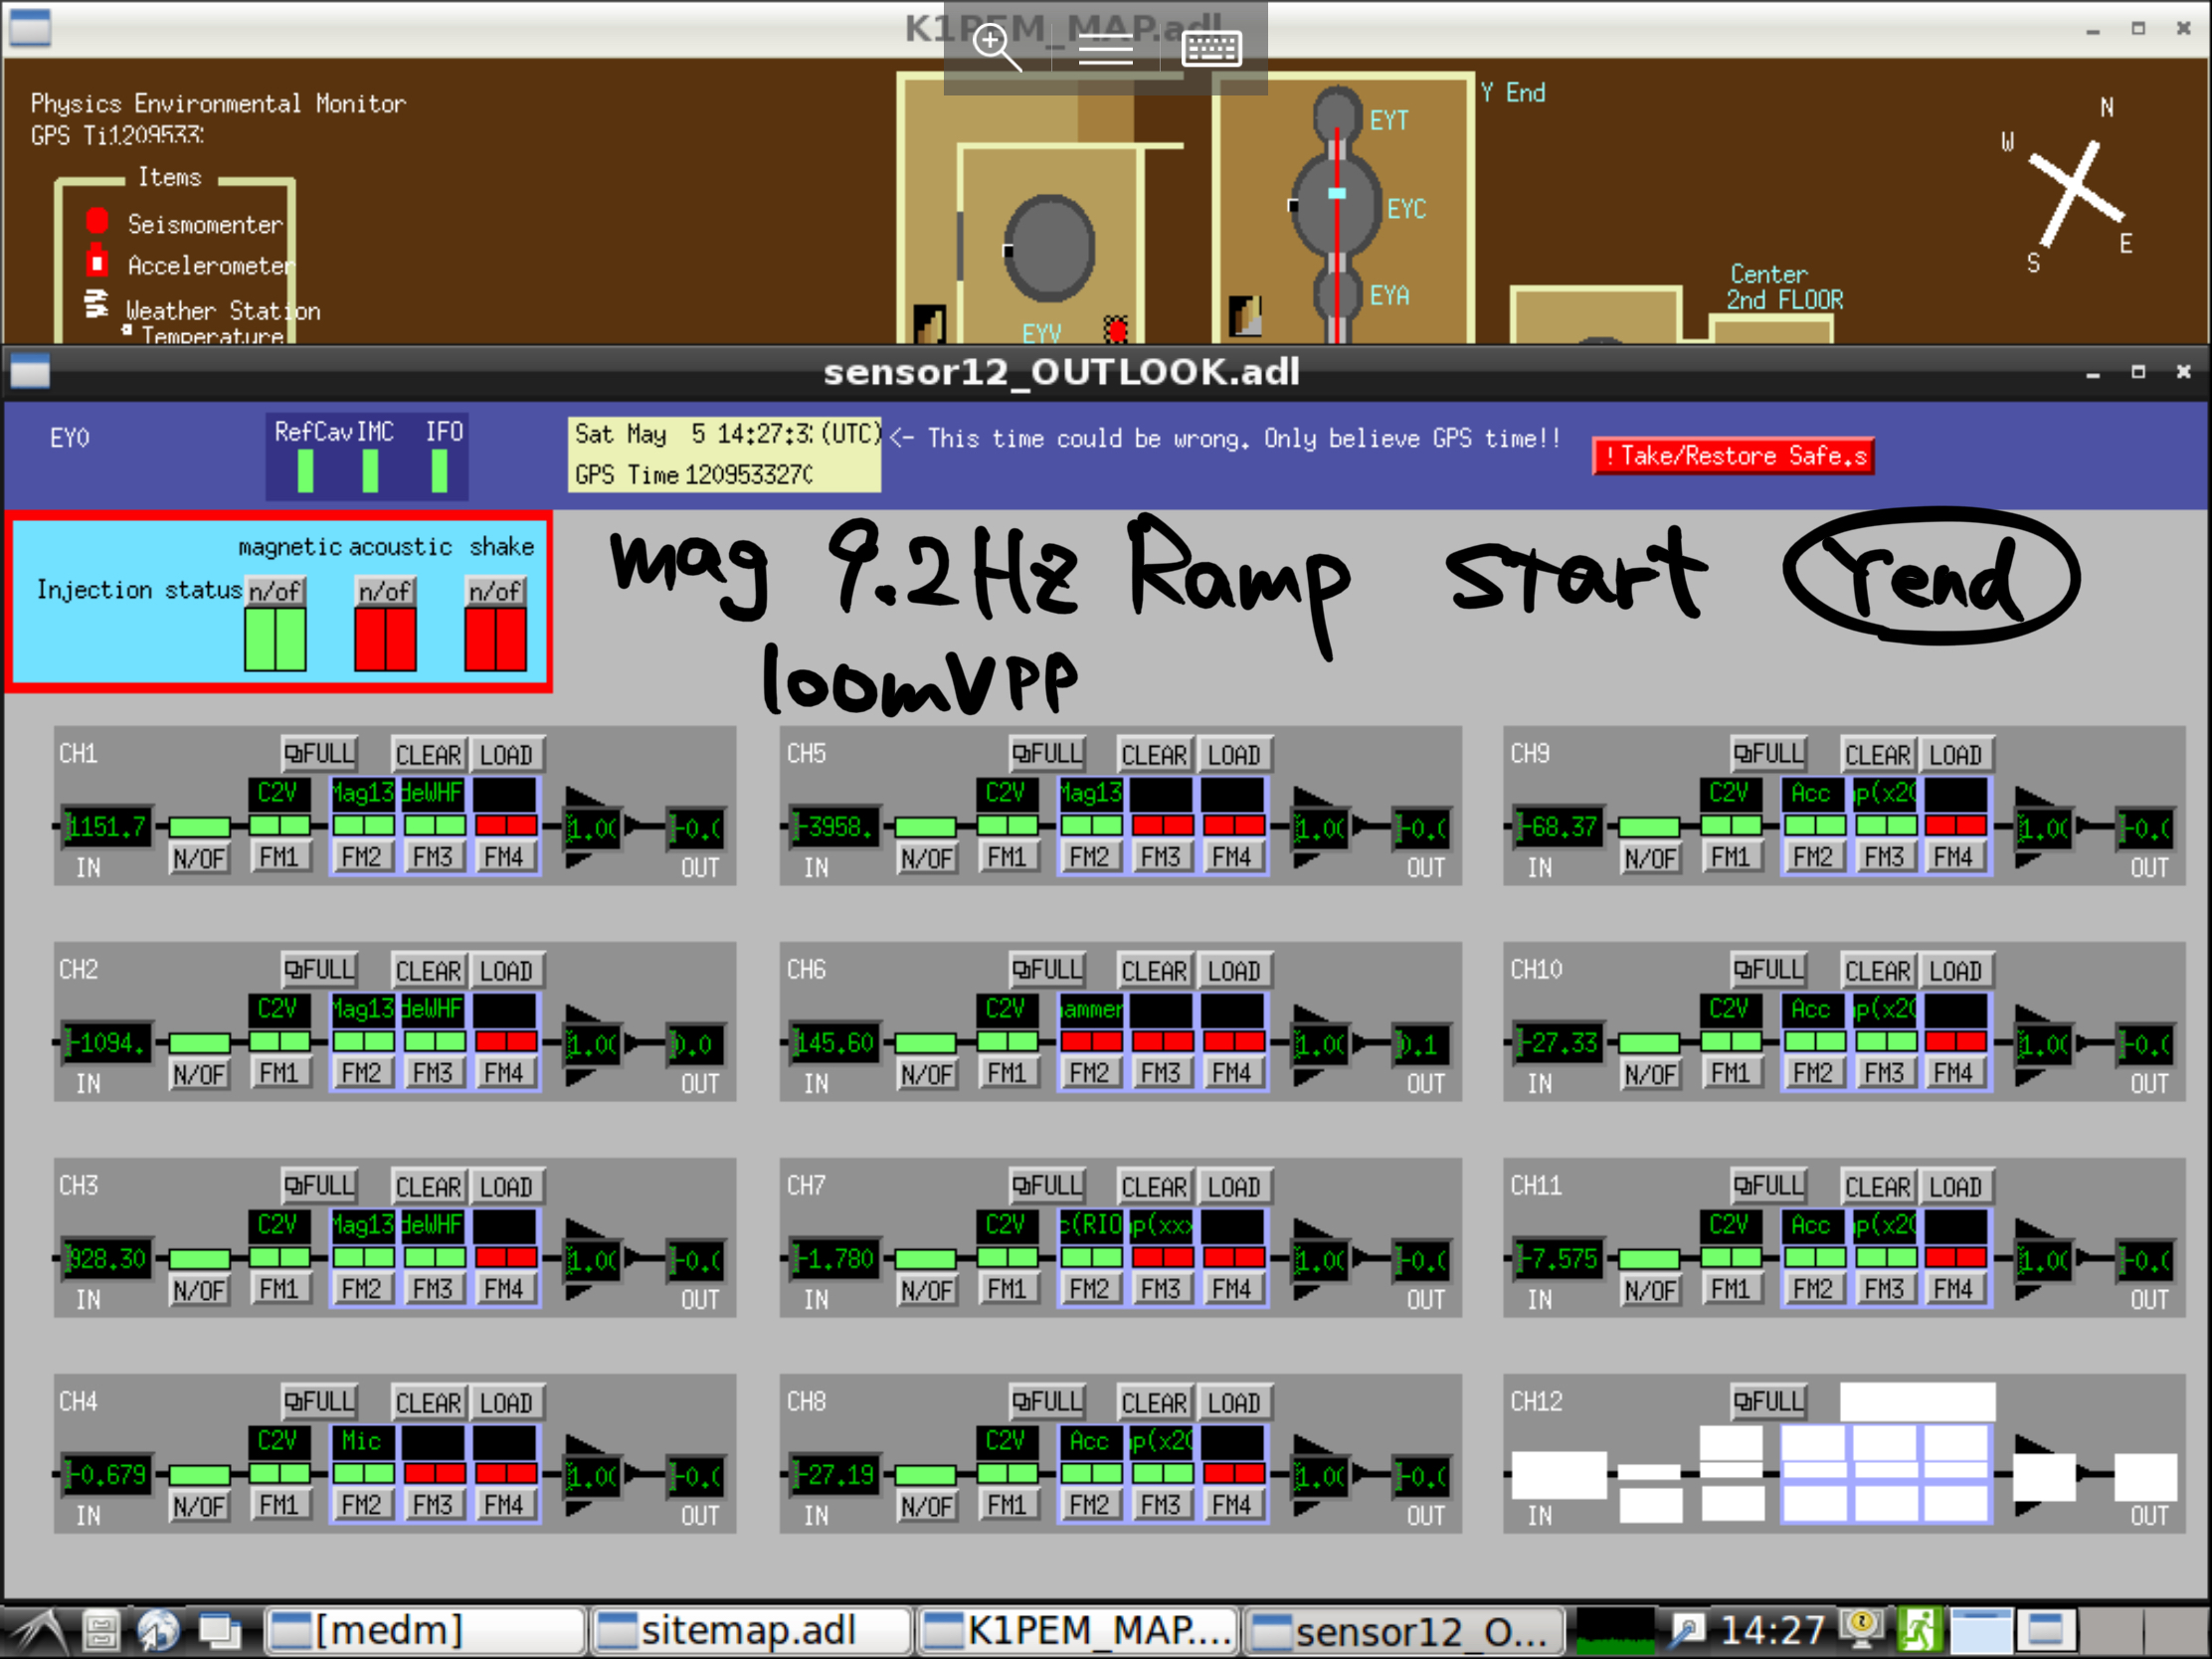 K1PEM_MAP.adl
Physics Environmental Monitor
GPS Ti
Items
Seismomenter
Accelerometer
Weather Station
Temperature
EYV
EYT
EYC
EYA
Y End
Center
2nd FLOOR
N
W
E
S
sensor12_OUTLOOK.adl
EY0
RefCav IMC IFO
Sat May 5 14:27:3 (UTC)
GPS Time 120953327
<- This time could be wrong. Only believe GPS time!!
!Take/Restore Safe.s
magnetic acoustic shake
Injection status n/of n/of n/of
mag 9.2Hz Ramp start Yend
100mVPP
CH1 FULL CLEAR LOAD
C2V Mag13 deWHF
1151.7 1.0 -0.
N/OF FM1 FM2 FM3 FM4
IN OUT
CH5 FULL CLEAR LOAD
C2V Mag13
-3958. 1.0 -0.
N/OF FM1 FM2 FM3 FM4
IN OUT
CH9 FULL CLEAR LOAD
C2V Acc p(x2
-68.37 1.0 -0.
N/OF FM1 FM2 FM3 FM4
IN OUT
CH2 FULL CLEAR LOAD
C2V Mag13 deWHF
-1094. 1.0 0.0
N/OF FM1 FM2 FM3 FM4
IN OUT
CH6 FULL CLEAR LOAD
C2V ammer
145.60 1.0 0.1
N/OF FM1 FM2 FM3 FM4
IN OUT
CH10 FULL CLEAR LOAD
C2V Acc p(x2
-27.33 1.0 -0.
N/OF FM1 FM2 FM3 FM4
IN OUT
CH3 FULL CLEAR LOAD
C2V Mag13 deWHF
928.30 1.0 -0.
N/OF FM1 FM2 FM3 FM4
IN OUT
CH7 FULL CLEAR LOAD
C2V c(RIO p(xxx
-1.780 1.0 -0.
N/OF FM1 FM2 FM3 FM4
IN OUT
CH11 FULL CLEAR LOAD
C2V Acc p(x2
-7.575 1.0 -0.
N/OF FM1 FM2 FM3 FM4
IN OUT
CH4 FULL CLEAR LOAD
C2V Mic
-0.679 1.0 -0.
N/OF FM1 FM2 FM3 FM4
IN OUT
CH8 FULL CLEAR LOAD
C2V Acc p(x2
-27.19 1.0 -0.
N/OF FM1 FM2 FM3 FM4
IN OUT
CH12 FULL
IN OUT
[medm] sitemap.adl K1PEM_MAP.... sensor12_O... 14:27